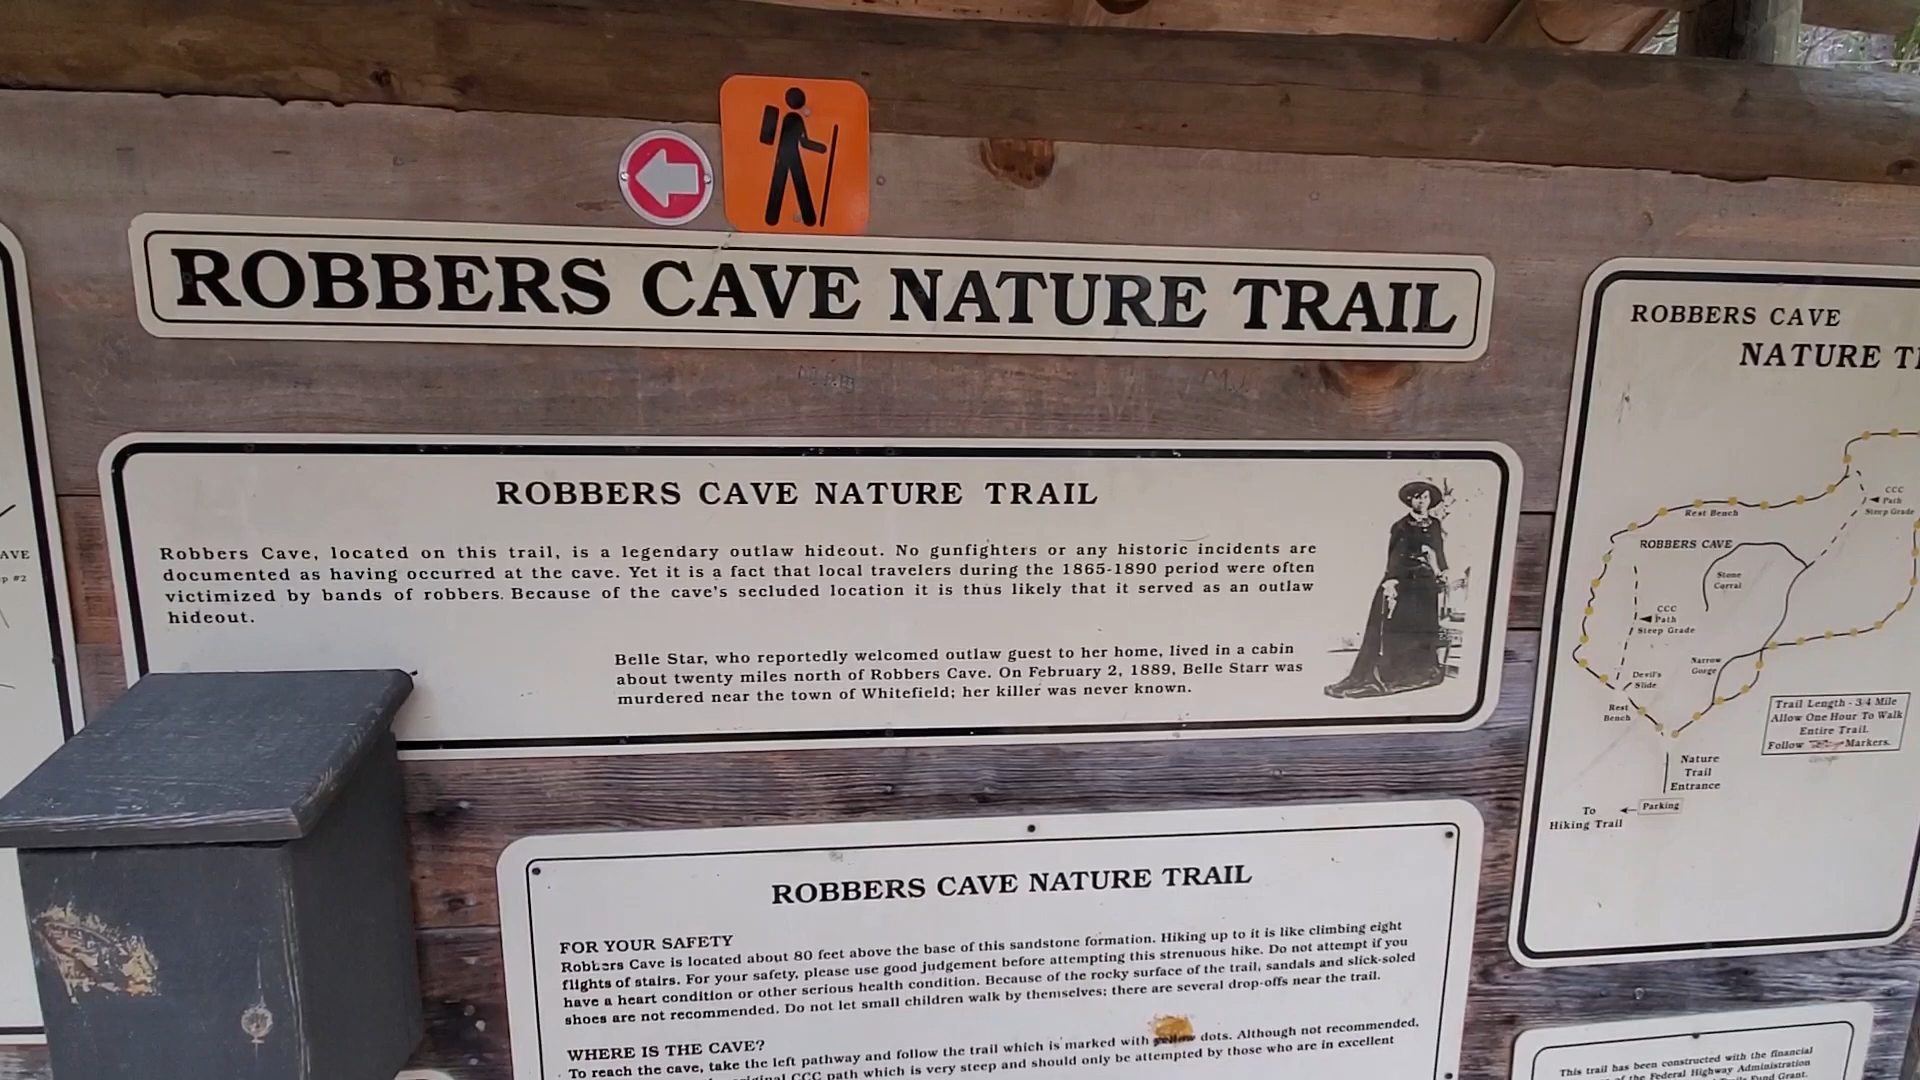 ROBBERS CAVE NATURE TRAIL
ROBBERS CAVE NATURE TRAIL
Robbers Cave, located on this trail, is a legendary outlaw hideout. No gunfighters or any historic incidents are
documented as having occurred at the cave. Yet it is a fact that local travelers during the 1865-1890 period were often
victimized by bands of robbers. Because of the cave's secluded location it is thus likely that it served as an outlaw
hideout.
Belle Star, who reportedly welcomed outlaw guest to her home, lived in a cabin
about twenty miles north of Robbers Cave. On February 2, 1889, Belle Starr was
murdered near the town of Whitefield; her killer was never known.
ROBBERS CAVE NATURE TRAIL
FOR YOUR SAFETY
Robbers Cave is located about 80 feet above the base of this sandstone formation. Hiking up to it is like climbing eight
flights of stairs. For your safety, please use good judgement before attempting this strenuous hike. Do not attempt if you
have a heart condition or other serious health condition. Because of the rocky surface of the trail, sandals and slick-soled
shoes are not recommended. Do not let small children walk by themselves; there are several drop-offs near the trail.
WHERE IS THE CAVE?
To reach the cave, take the left pathway and follow the trail which is marked with yellow dots. Although not recommended,
CCC path which is very steep and should only be attempted by those who are in excellent
ROBBERS CAVE
NATURE
CCC
Path
Steep Grade
Rest Bench
ROBBERS CAVE
Stone
Corral
CCC
Path
Steep Grade
Narrow
Gorge
Devil's
Slide
Rest
Bench
Trail Length - 3/4 Mile
Allow One Hour To Walk
Entire Trail.
Follow Markers.
Nature
Trail
Entrance
Parking
To
Hiking Trail
This trail has been constructed with the financial
of the Federal Highway Administration
Fund Grant.
AVE
#2